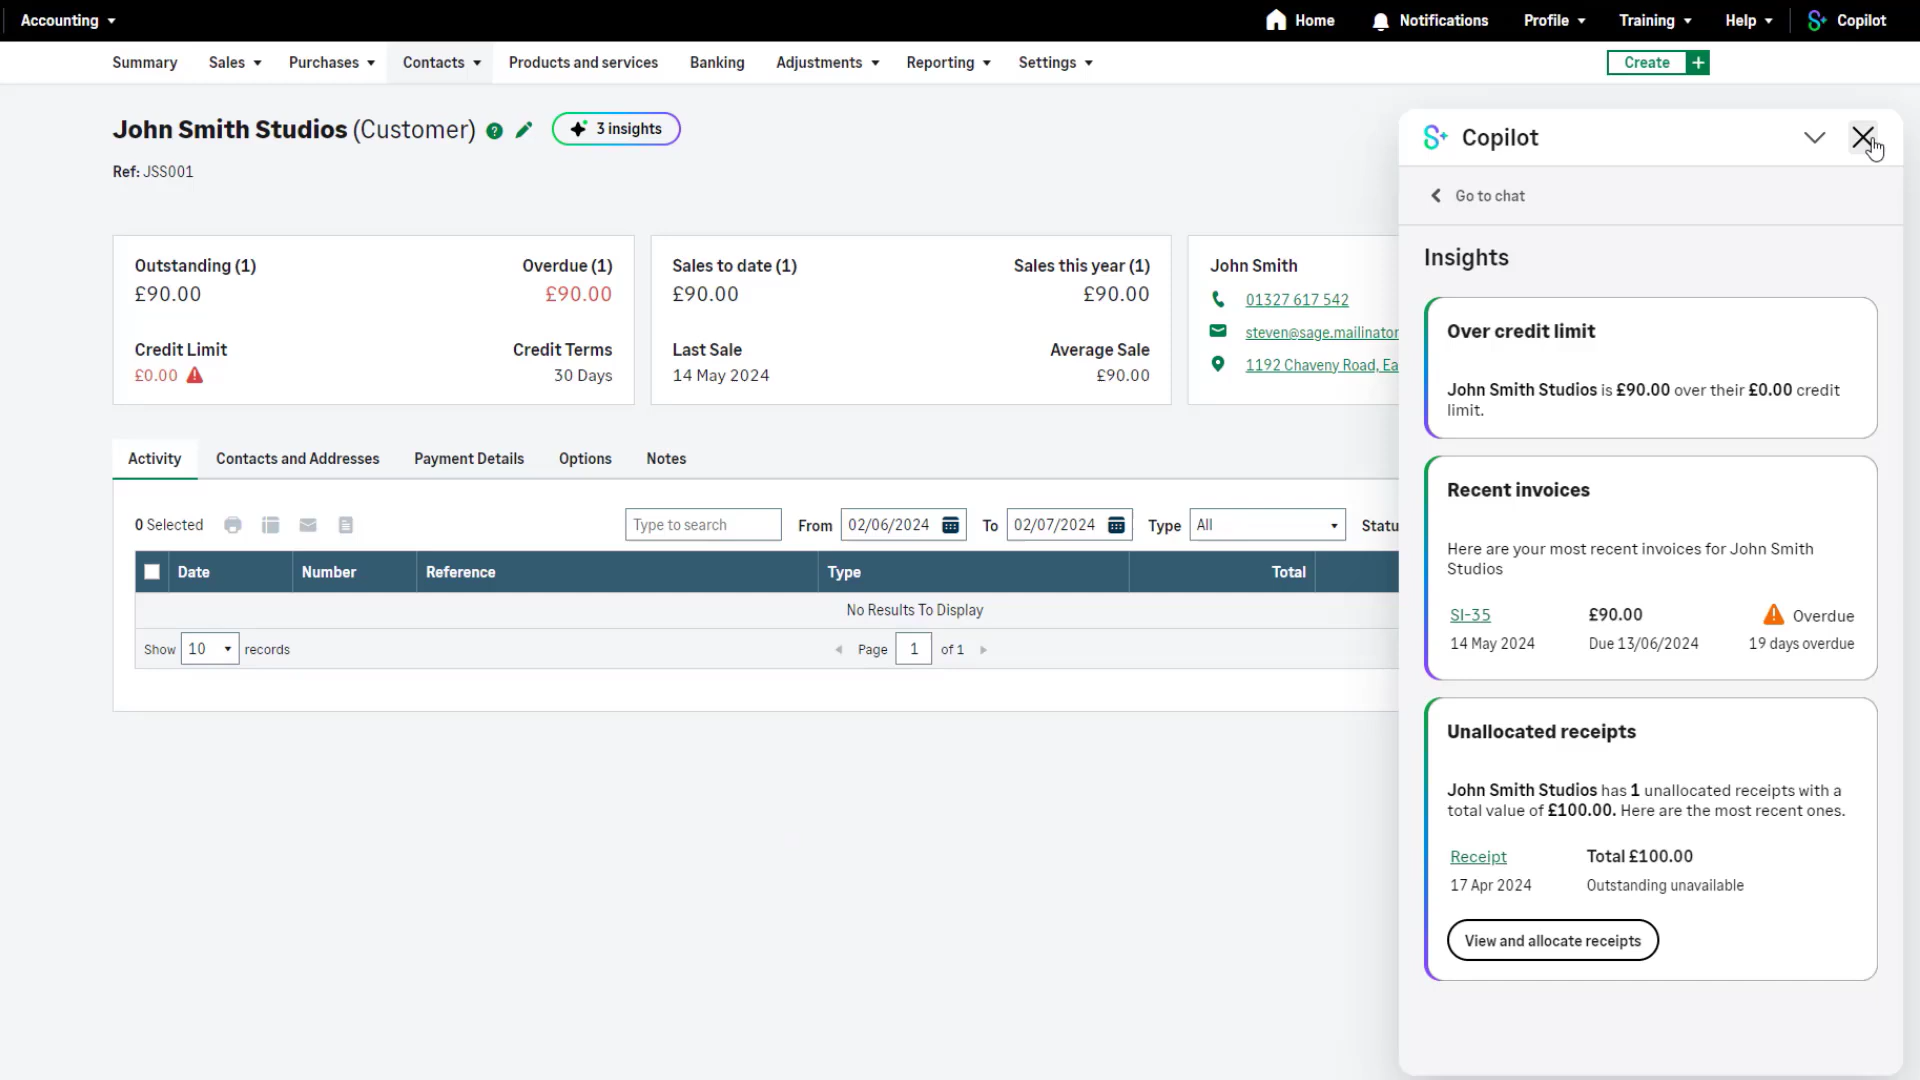 Accounting
Home
Notifications
Profile
Training
Help
Copilot
Summary
Sales
Purchases
Contacts
Products and services
Banking
Adjustments
Reporting
Settings
Create +
John Smith Studios (Customer)
3 insights
Ref: JSS001
Outstanding (1)
£90.00
Overdue (1)
£90.00
Credit Limit
£0.00
Credit Terms
30 Days
Sales to date (1)
£90.00
Sales this year (1)
£90.00
Last Sale
14 May 2024
Average Sale
£90.00
John Smith
01327 617 542
steven@sage.mailinator
1192 Chaveny Road, Ea
Activity
Contacts and Addresses
Payment Details
Options
Notes
0 Selected
Type to search
From 02/06/2024
To 02/07/2024
Type All
Statu
Date
Number
Reference
Type
Total
No Results To Display
Show 10 records
Page 1 of 1
Copilot
Go to chat
Insights
Over credit limit
John Smith Studios is £90.00 over their £0.00 credit
limit.
Recent invoices
Here are your most recent invoices for John Smith
Studios
SI-35 £90.00 Overdue
14 May 2024 Due 13/06/2024 19 days overdue
Unallocated receipts
John Smith Studios has 1 unallocated receipts with a
total value of £100.00. Here are the most recent ones.
Receipt Total £100.00
17 Apr 2024 Outstanding unavailable
View and allocate receipts